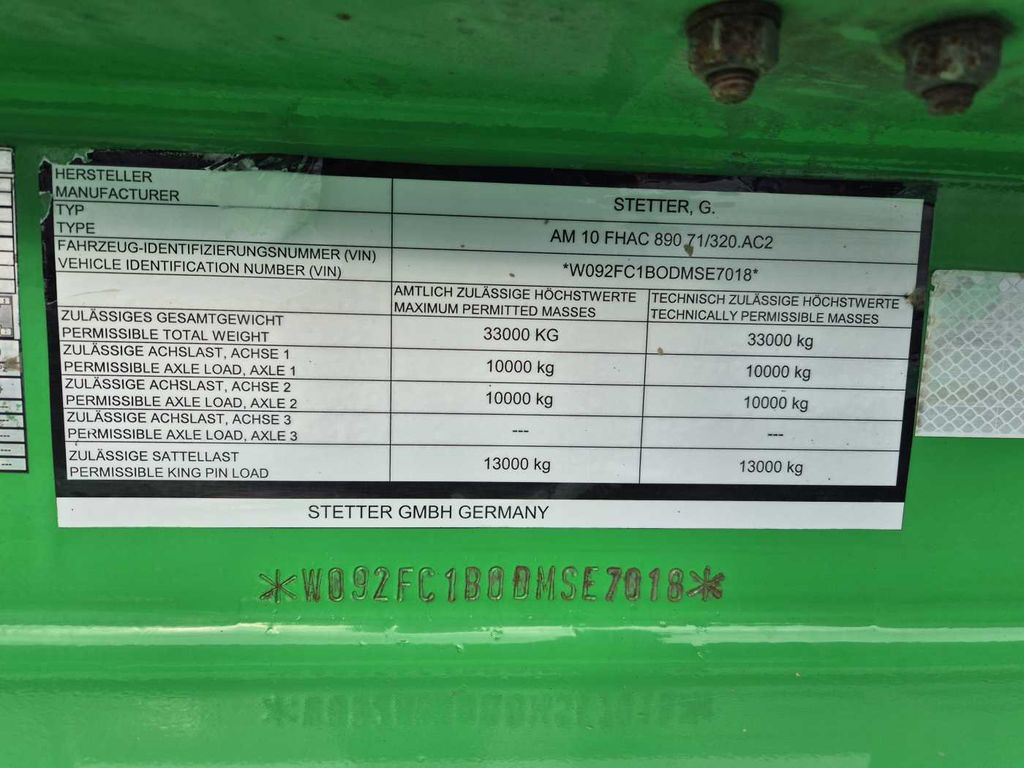 HERSTELLER
MANUFACTURER
STETTER, G.
TYP
TYPE
AM 10 FHAC 890 71/320.AC2
FAHRZEUG-IDENTIFIZIERUNGSNUMMER (VIN)
VEHICLE IDENTIFICATION NUMBER (VIN)
*W092FC1BODMSE7018*
AMTLICH ZULÄSSIGE HÖCHSTWERTE
MAXIMUM PERMITTED MASSES
TECHNISCH ZULÄSSIGE HÖCHSTWERTE
TECHNICALLY PERMISSIBLE MASSES
ZULÄSSIGES GESAMTGEWICHT
PERMISSIBLE TOTAL WEIGHT
33000 KG
33000 kg
ZULÄSSIGE ACHSLAST, ACHSE 1
PERMISSIBLE AXLE LOAD, AXLE 1
10000 kg
10000 kg
ZULÄSSIGE ACHSLAST, ACHSE 2
PERMISSIBLE AXLE LOAD, AXLE 2
10000 kg
10000 kg
ZULÄSSIGE ACHSLAST, ACHSE 3
PERMISSIBLE AXLE LOAD, AXLE 3
---
---
ZULÄSSIGE SATTELLAST
PERMISSIBLE KING PIN LOAD
13000 kg
13000 kg
STETTER GMBH GERMANY
*W092FC1B0DMSE7018*